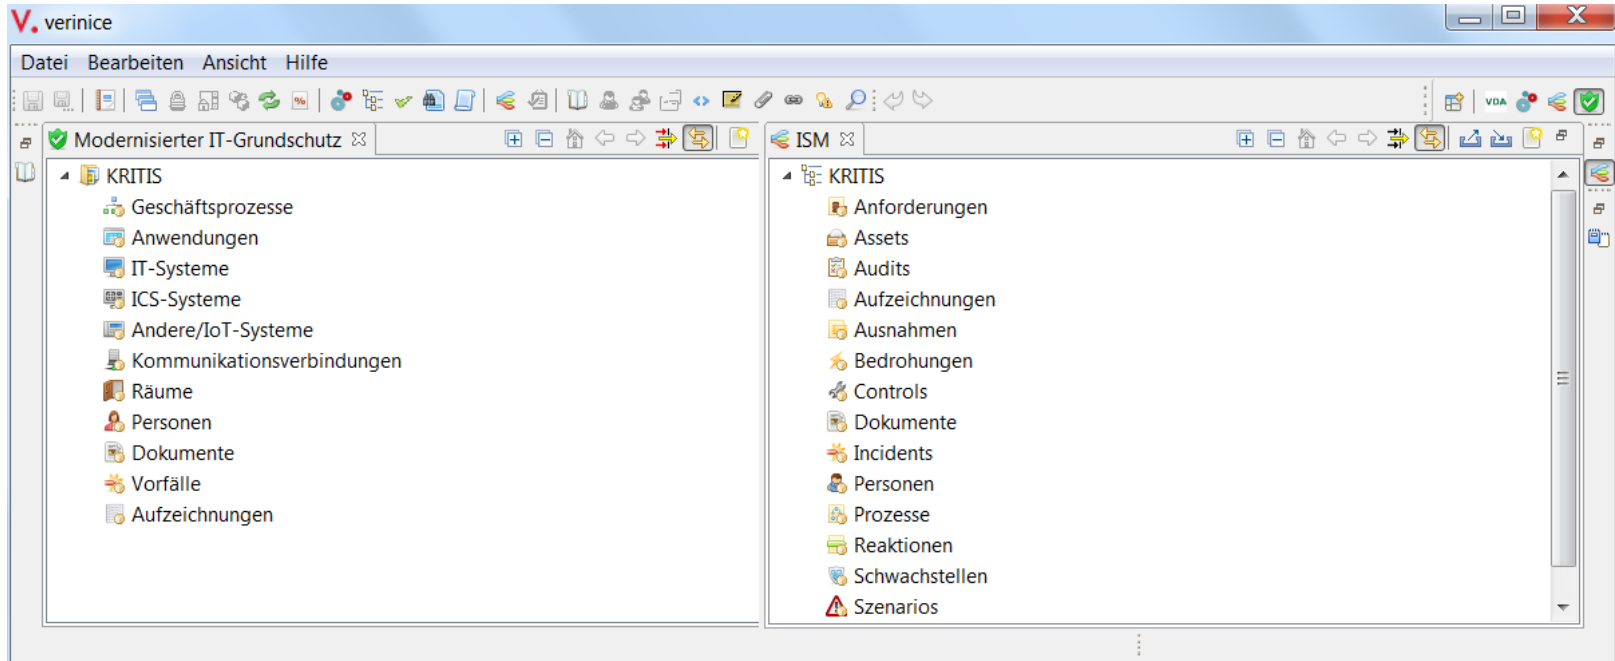 V. verinice
Datei Bearbeiten Ansicht Hilfe
VDA
Modernisierter IT-Grundschutz
KRITIS
Geschäftsprozesse
Anwendungen
IT-Systeme
ICS-Systeme
Andere/IoT-Systeme
Kommunikationsverbindungen
Räume
Personen
Dokumente
Vorfälle
Aufzeichnungen
ISM
KRITIS
Anforderungen
Assets
Audits
Aufzeichnungen
Ausnahmen
Bedrohungen
Controls
Dokumente
Incidents
Personen
Prozesse
Reaktionen
Schwachstellen
Szenarios